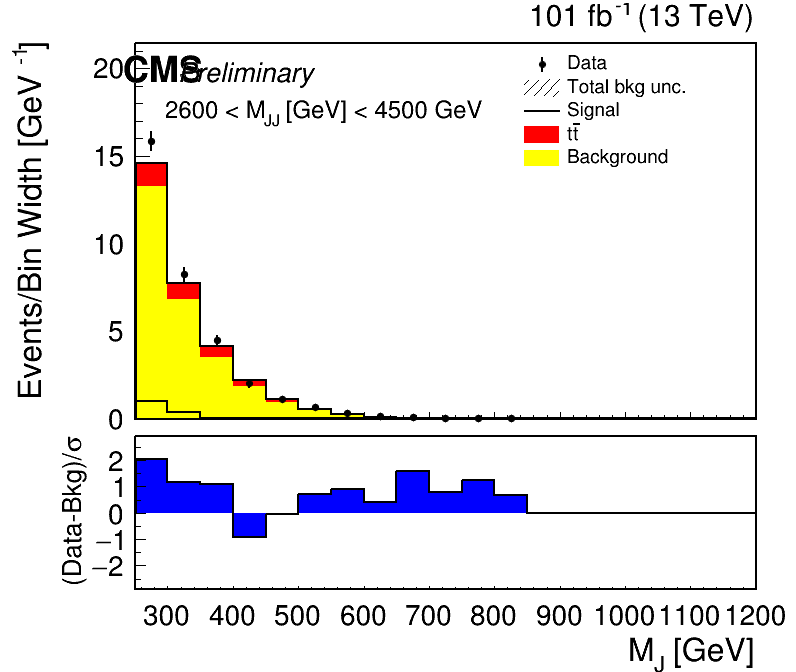 101 fb⁻¹ (13 TeV)
CMS Preliminary
2600 < M_JJ [GeV] < 4500 GeV
Data
Total bkg unc.
Signal
tt̄
Background
Events/Bin Width [GeV⁻¹]
20
15
10
5
0
(Data-Bkg)/σ
2
1
0
−1
−2
300 400 500 600 700 800 900 1000 1100 1200
M_J [GeV]